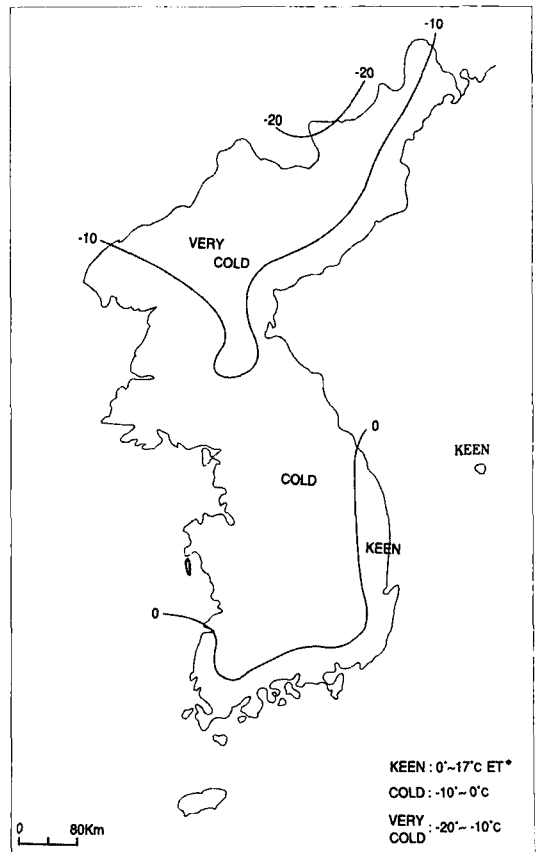 -10
-20
-20
-10
VERY
COLD
0
KEEN
COLD
KEEN
0
KEEN : 0°~17°C ET*
COLD : -10°~ 0°C
VERY
COLD : -20°~ -10°C
0 80Km